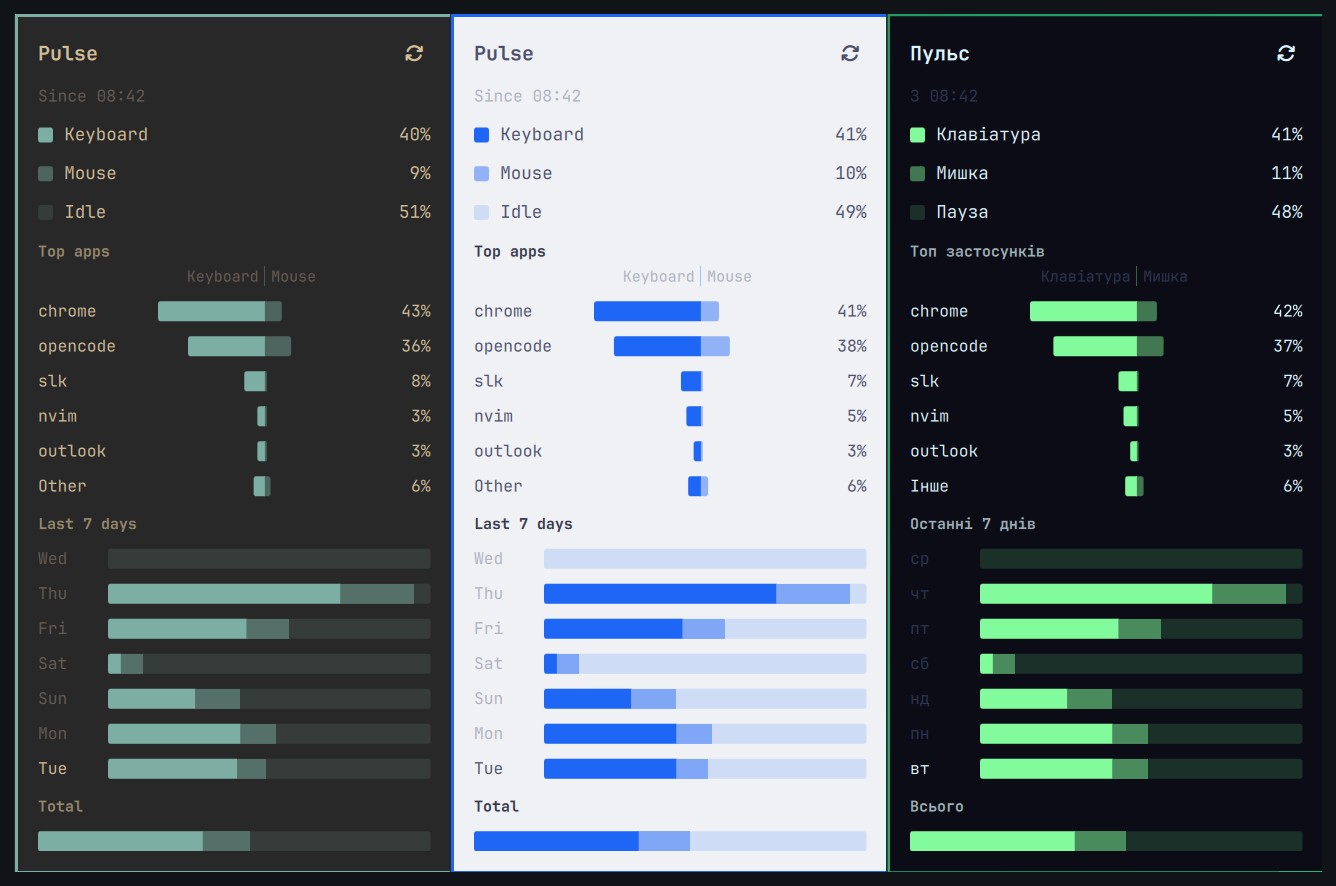 Pulse
Since 08:42
Keyboard 40%
Mouse 9%
Idle 51%
Top apps
Keyboard Mouse
chrome 43%
opencode 36%
slk 8%
nvim 3%
outlook 3%
Other 6%
Last 7 days
Wed
Thu
Fri
Sat
Sun
Mon
Tue
Total
Pulse
Since 08:42
Keyboard 41%
Mouse 10%
Idle 49%
Top apps
Keyboard Mouse
chrome 41%
opencode 38%
slk 7%
nvim 5%
outlook 3%
Other 6%
Last 7 days
Wed
Thu
Fri
Sat
Sun
Mon
Tue
Total
Пульс
З 08:42
Клавіатура 41%
Мишка 11%
Пауза 48%
Топ застосунків
Клавіатура Мишка
chrome 42%
opencode 37%
slk 7%
nvim 5%
outlook 3%
Інше 6%
Останні 7 днів
ср
чт
пт
сб
нд
пн
вт
Всього